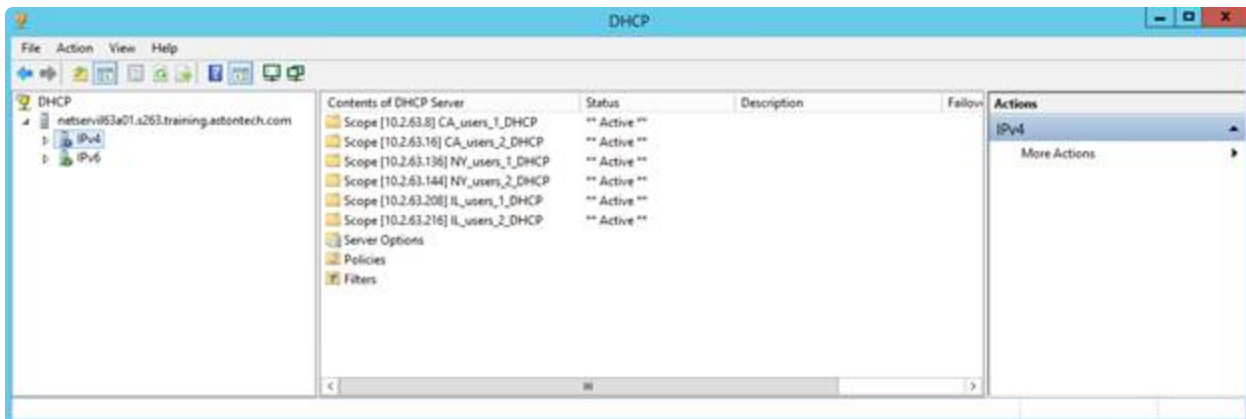 DHCP
File Action View Help
DHCP
netservil63a01.s263.training.astontech.com
IPv4
IPv6
Contents of DHCP Server Status Description Failov
Scope [10.2.63.8] CA_users_1_DHCP ** Active **
Scope [10.2.63.16] CA_users_2_DHCP ** Active **
Scope [10.2.63.136] NY_users_1_DHCP ** Active **
Scope [10.2.63.144] NY_users_2_DHCP ** Active **
Scope [10.2.63.208] IL_users_1_DHCP ** Active **
Scope [10.2.63.216] IL_users_2_DHCP ** Active **
Server Options
Policies
Filters
Actions
IPv4
More Actions